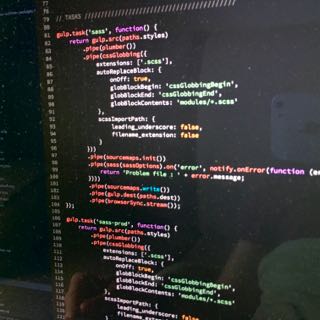 // TASKS ////////////////////////////////
gulp.task('sass', function() {
return gulp.src(paths.styles)
.pipe(plumber())
.pipe(cssGlobbing({
extensions: ['.scss'],
autoReplaceBlock: {
onOff: true,
globBlockBegin: 'cssGlobbingBegin',
globBlockEnd: 'cssGlobbingEnd',
globBlockContents: 'modules/*.scss'
},
scssImportPath: {
leading_underscore: false,
filename_extension: false
}
}))
.pipe(sourcemaps.init())
.pipe(sass(sassOptions).on('error', notify.onError(function (er
return 'Problem file : ' + error.message;
})))
.pipe(sourcemaps.write())
.pipe(gulp.dest(paths.dest))
.pipe(browserSync.stream());
});
gulp.task('sass-prod', function() {
return gulp.src(paths.styles)
.pipe(plumber())
.pipe(cssGlobbing({
extensions: ['.scss'],
autoReplaceBlock: {
onOff: true,
globBlockBegin: 'cssGlobbingBegin',
globBlockEnd: 'cssGlobbingEnd',
globBlockContents: 'modules/*.scss'
},
scssImportPath: {
leading_underscore: false,
filename_extension: false